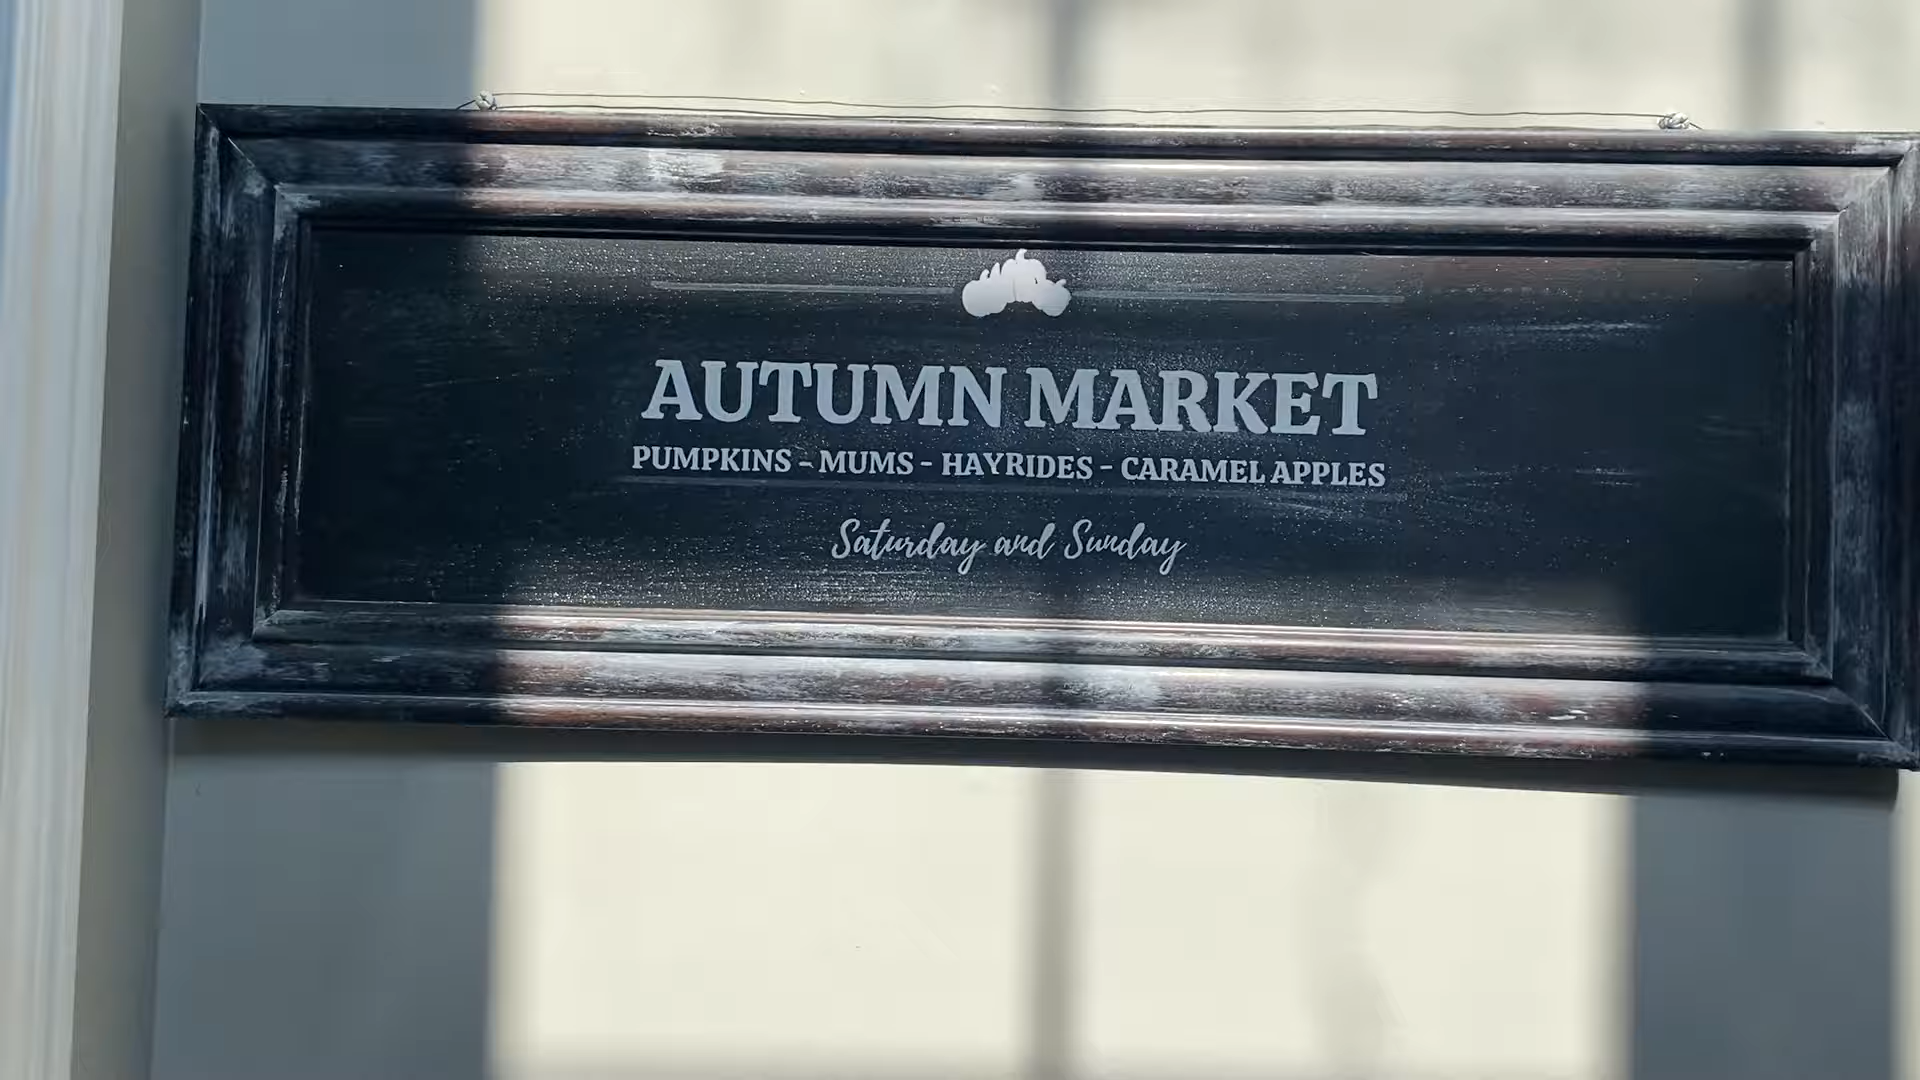 AUTUMN MARKET
PUMPKINS - MUMS - HAYRIDES - CARAMEL APPLES
Saturday and Sunday